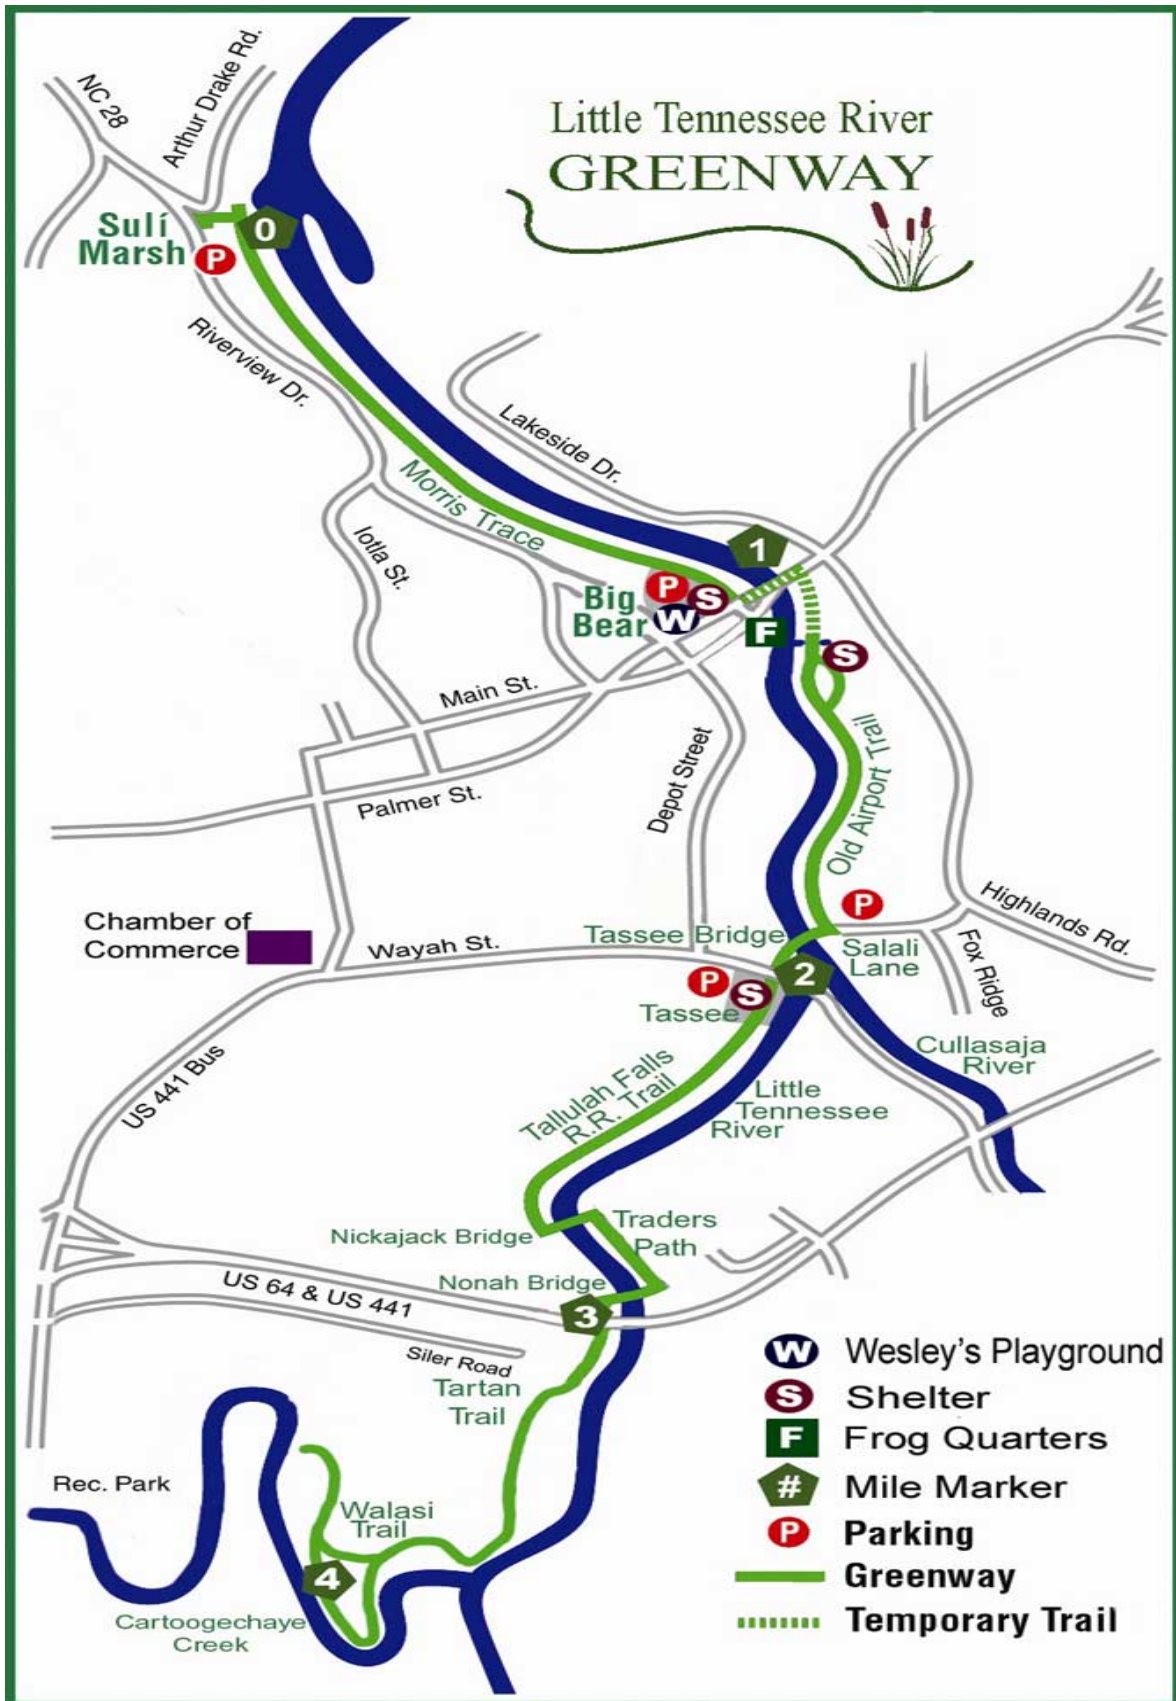 Little Tennessee River
GREENWAY
NC 28
Arthur Drake Rd.
Sulí
Marsh
P
0
Riverview Dr.
Lakeside Dr.
Morris Trace
Iotla St.
1
P
S
W
Big
Bear
F
S
Main St.
Depot Street
Old Airport Trail
Palmer St.
P
Highlands Rd.
Chamber of
Commerce
Wayah St.
Tassee Bridge
Salali
Lane
Fox Ridge
2
P
S
Tassee
Cullasaja
River
US 441 Bus
Tallulah Falls
R.R. Trail
Little
Tennessee
River
Nickajack Bridge
Traders
Path
Nonah Bridge
US 64 & US 441
3
Siler Road
Tartan
Trail
Rec. Park
Walasi
Trail
4
Cartoogechaye
Creek
W Wesley's Playground
S Shelter
F Frog Quarters
# Mile Marker
P Parking
Greenway
Temporary Trail